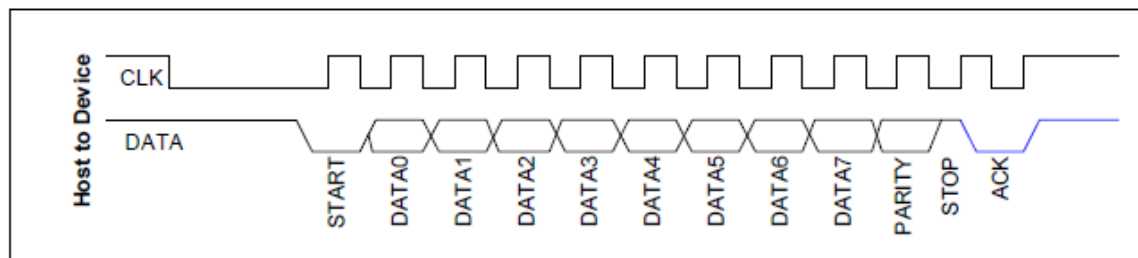 Host to Device
CLK
DATA
START
DATA0
DATA1
DATA2
DATA3
DATA4
DATA5
DATA6
DATA7
PARITY
STOP
ACK